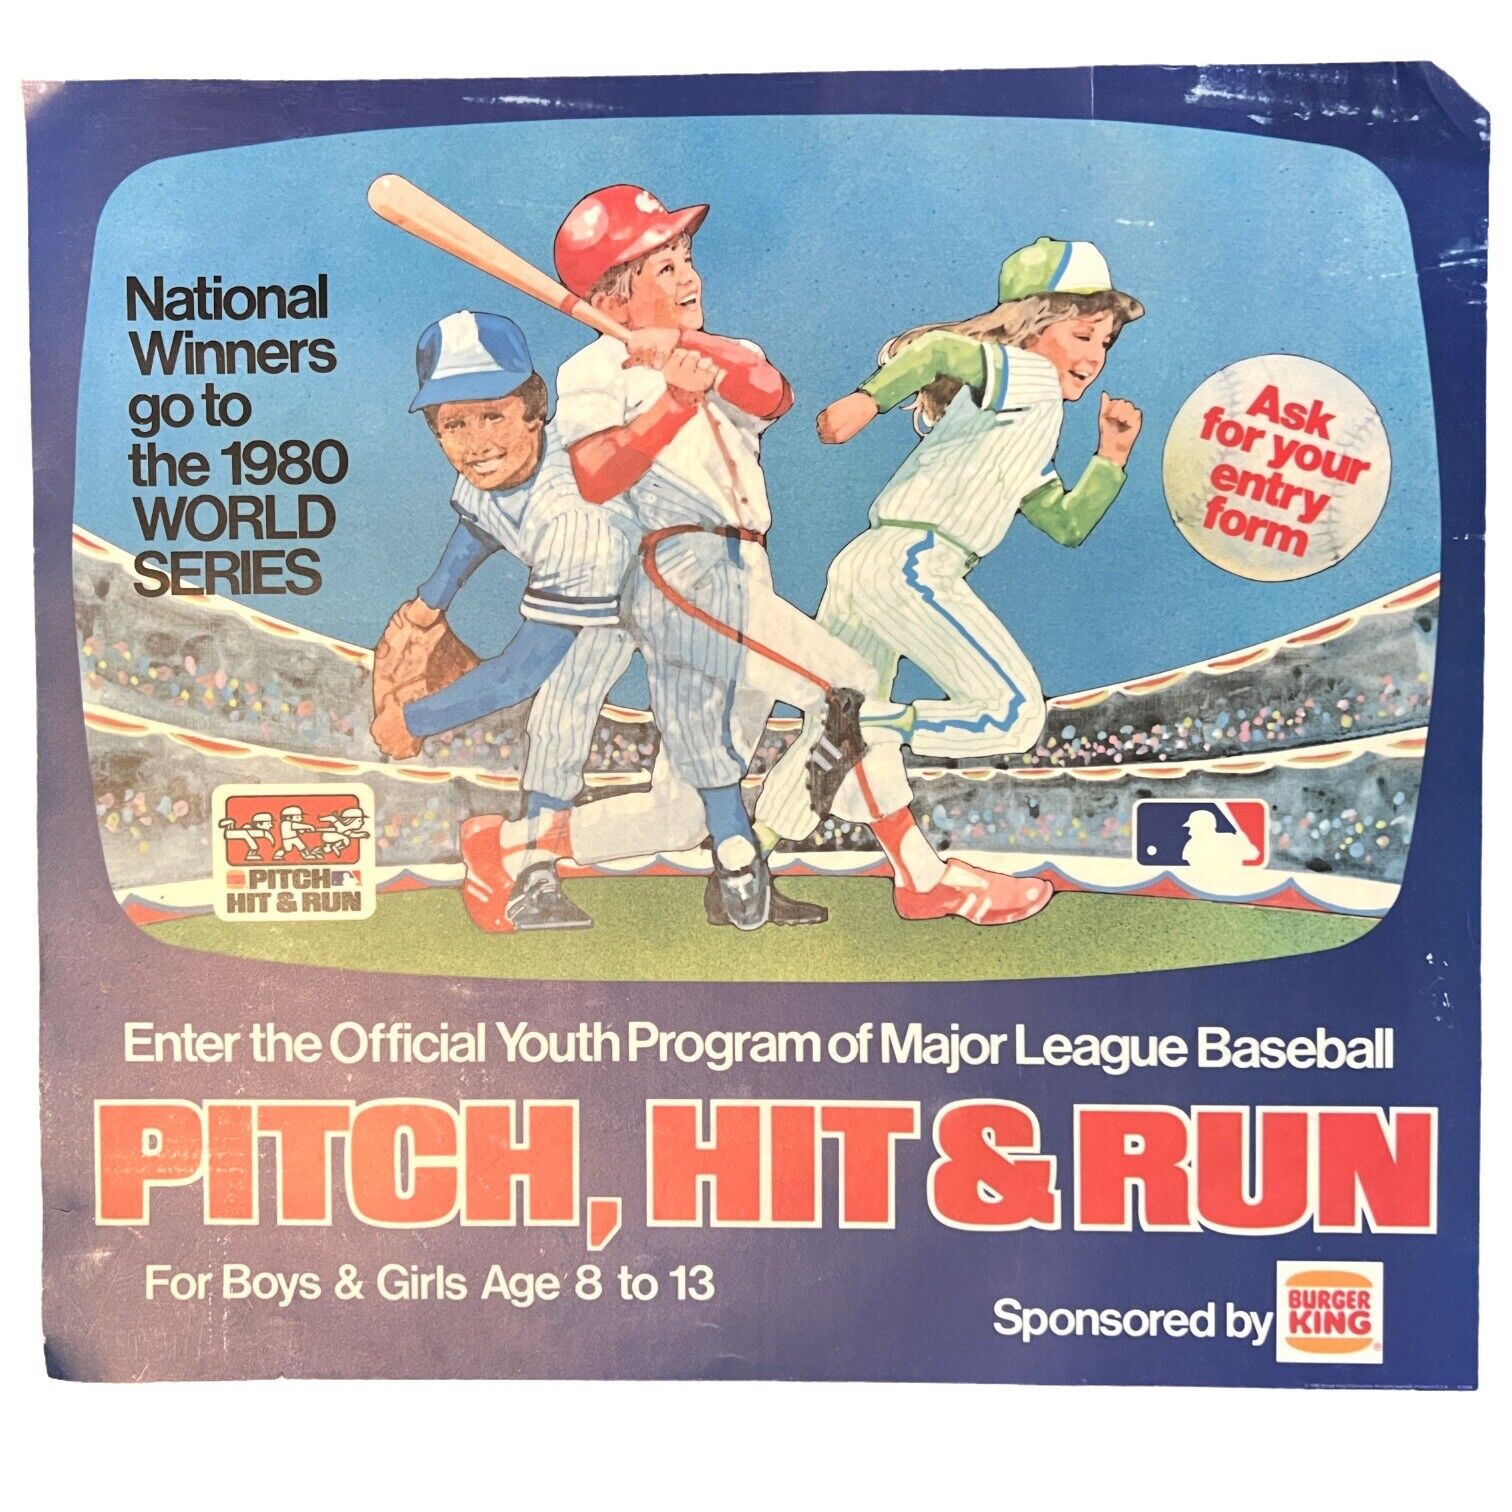 National
Winners
go to
the 1980
WORLD
SERIES
Ask
for your
entry
form
PITCH
HIT & RUN
Enter the Official Youth Program of Major League Baseball
PITCH, HIT & RUN
For Boys & Girls Age 8 to 13
Sponsored by
BURGER
KING®